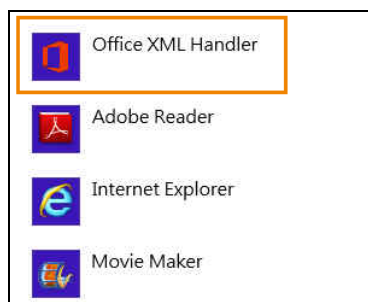 Office XML Handler
Adobe Reader
Internet Explorer
Movie Maker